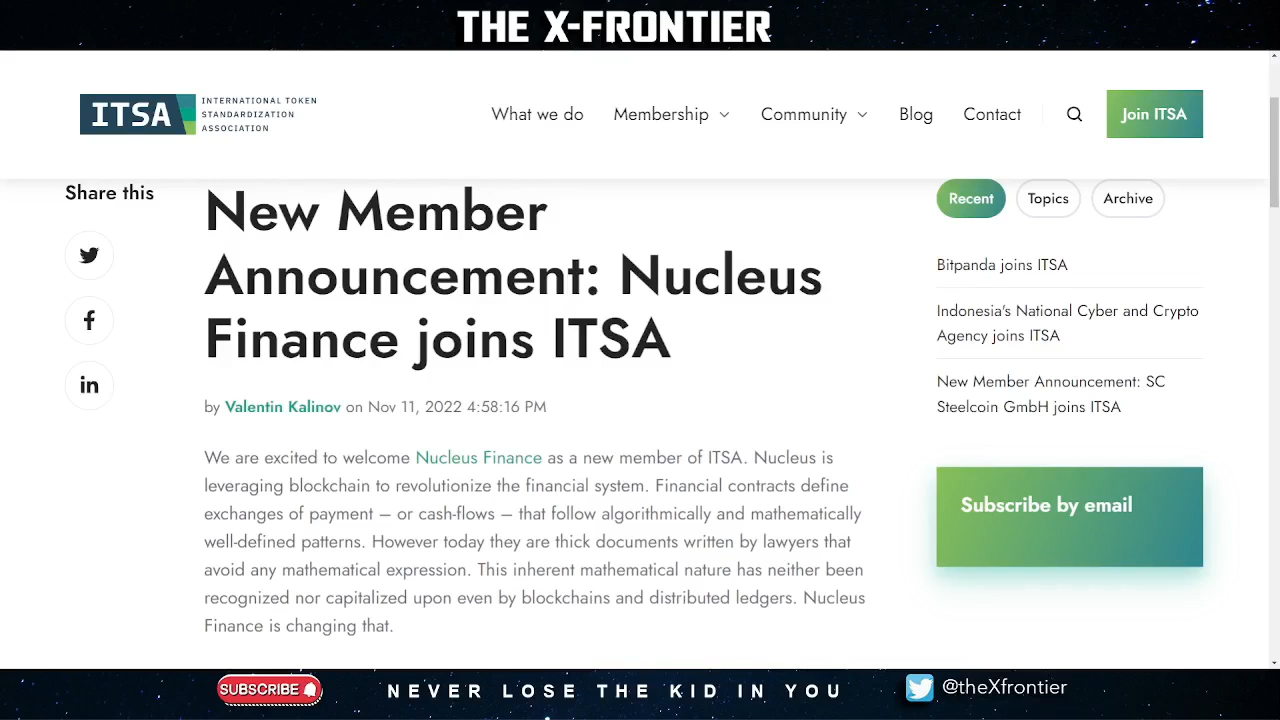 THE X-FRONTIER
ITSA
INTERNATIONAL TOKEN
STANDARDIZATION
ASSOCIATION
What we do
Membership
Community
Blog
Contact
Join ITSA
Share this
New Member
Announcement: Nucleus
Finance joins ITSA
by Valentin Kalinov on Nov 11, 2022 4:58:16 PM
We are excited to welcome Nucleus Finance as a new member of ITSA. Nucleus is
leveraging blockchain to revolutionize the financial system. Financial contracts define
exchanges of payment – or cash-flows – that follow algorithmically and mathematically
well-defined patterns. However today they are thick documents written by lawyers that
avoid any mathematical expression. This inherent mathematical nature has neither been
recognized nor capitalized upon even by blockchains and distributed ledgers. Nucleus
Finance is changing that.
Recent
Topics
Archive
Bitpanda joins ITSA
Indonesia's National Cyber and Crypto
Agency joins ITSA
New Member Announcement: SC
Steelcoin GmbH joins ITSA
Subscribe by email
SUBSCRIBE
NEVER LOSE THE KID IN YOU
@theXfrontier